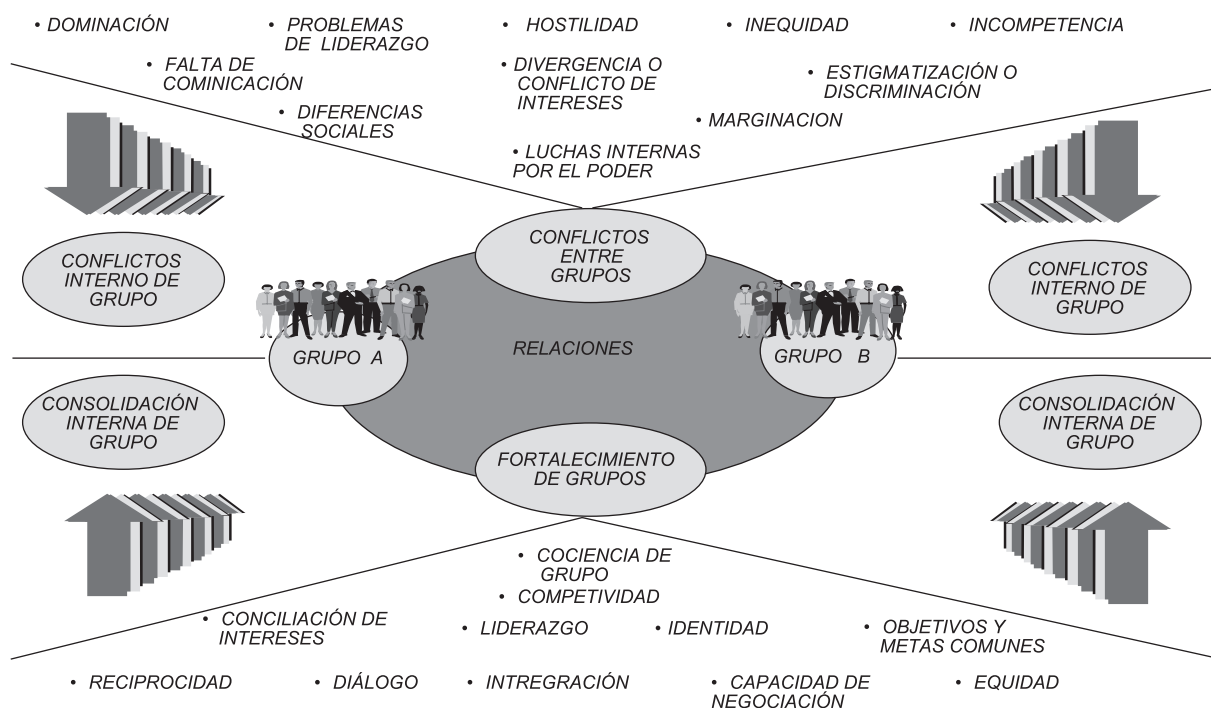 • DOMINACIÓN
• PROBLEMAS
DE LIDERAZGO
• HOSTILIDAD
• INEQUIDAD
• INCOMPETENCIA
• FALTA DE
COMINICACIÓN
• DIVERGENCIA O
CONFLICTO DE
INTERESES
• ESTIGMATIZACIÓN O
DISCRIMINACIÓN
• DIFERENCIAS
SOCIALES
• MARGINACION
• LUCHAS INTERNAS
POR EL PODER
CONFLICTOS
INTERNO DE
GRUPO
CONFLICTOS
ENTRE
GRUPOS
CONFLICTOS
INTERNO DE
GRUPO
GRUPO A
RELACIONES
GRUPO B
CONSOLIDACIÓN
INTERNA DE
GRUPO
FORTALECIMIENTO
DE GRUPOS
CONSOLIDACIÓN
INTERNA DE
GRUPO
• COCIENCIA DE
GRUPO
• COMPETIVIDAD
• CONCILIACIÓN DE
INTERESES
• LIDERAZGO
• IDENTIDAD
• OBJETIVOS Y
METAS COMUNES
• RECIPROCIDAD
• DIÁLOGO
• INTREGRACIÓN
• CAPACIDAD DE
NEGOCIACIÓN
• EQUIDAD